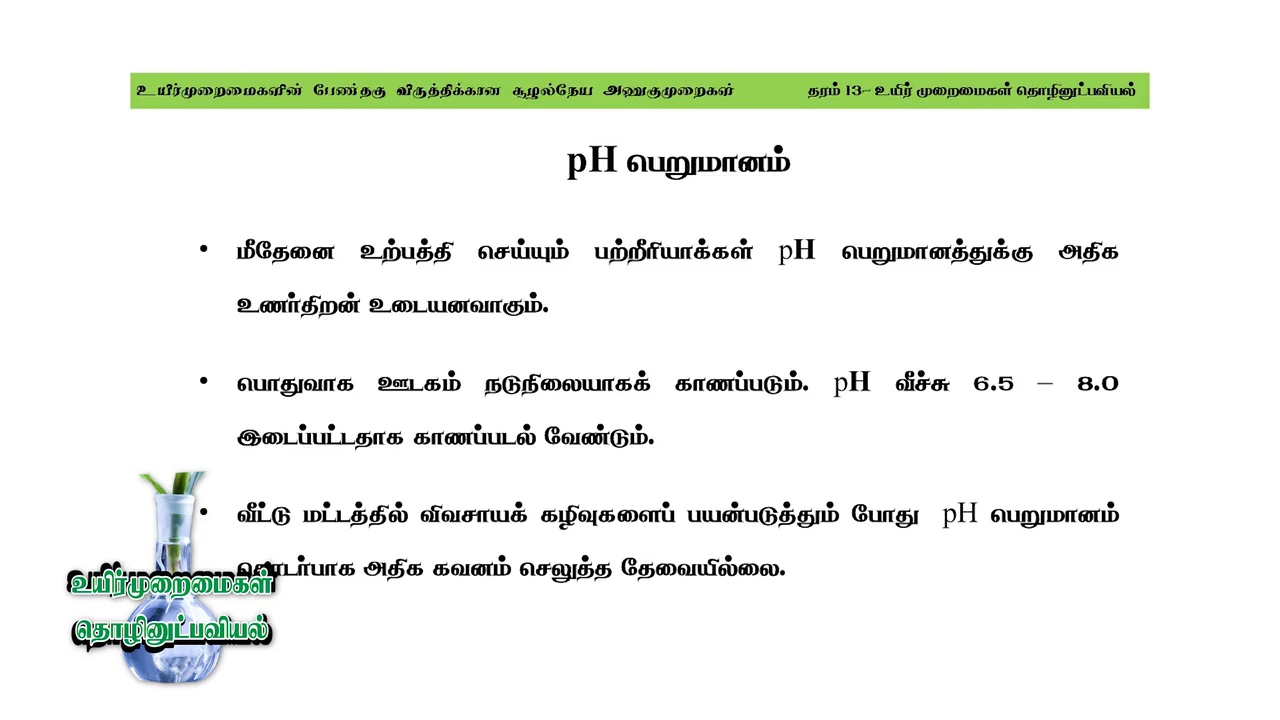 உயிர்முறைமைகளின் பேண்தகு விருத்திக்கான சூழல்நேய அணுகுமுறைகள் தரம் 13– உயிர் முறைமைகள் தொழினுட்பவியல்
pH பெறுமானம்
• மீதேனை உற்பத்தி செய்யும் பற்றீரியாக்கள் pH பெறுமானத்துக்கு அதிக
உணர்திறன் உடையனவாகும்.
• பொதுவாக ஊடகம் நடுநிலையாகக் காணப்படும். pH வீச்சு 6.5 – 8.0
இடைப்பட்டதாக காணப்படல் வேண்டும்.
• வீட்டு மட்டத்தில் விவசாயக் கழிவுகளைப் பயன்படுத்தும் போது pH பெறுமானம்
அதிக கவனம் செலுத்த தேவையில்லை.
உயிர்முறைமைகள்
தொழினுட்பவியல்